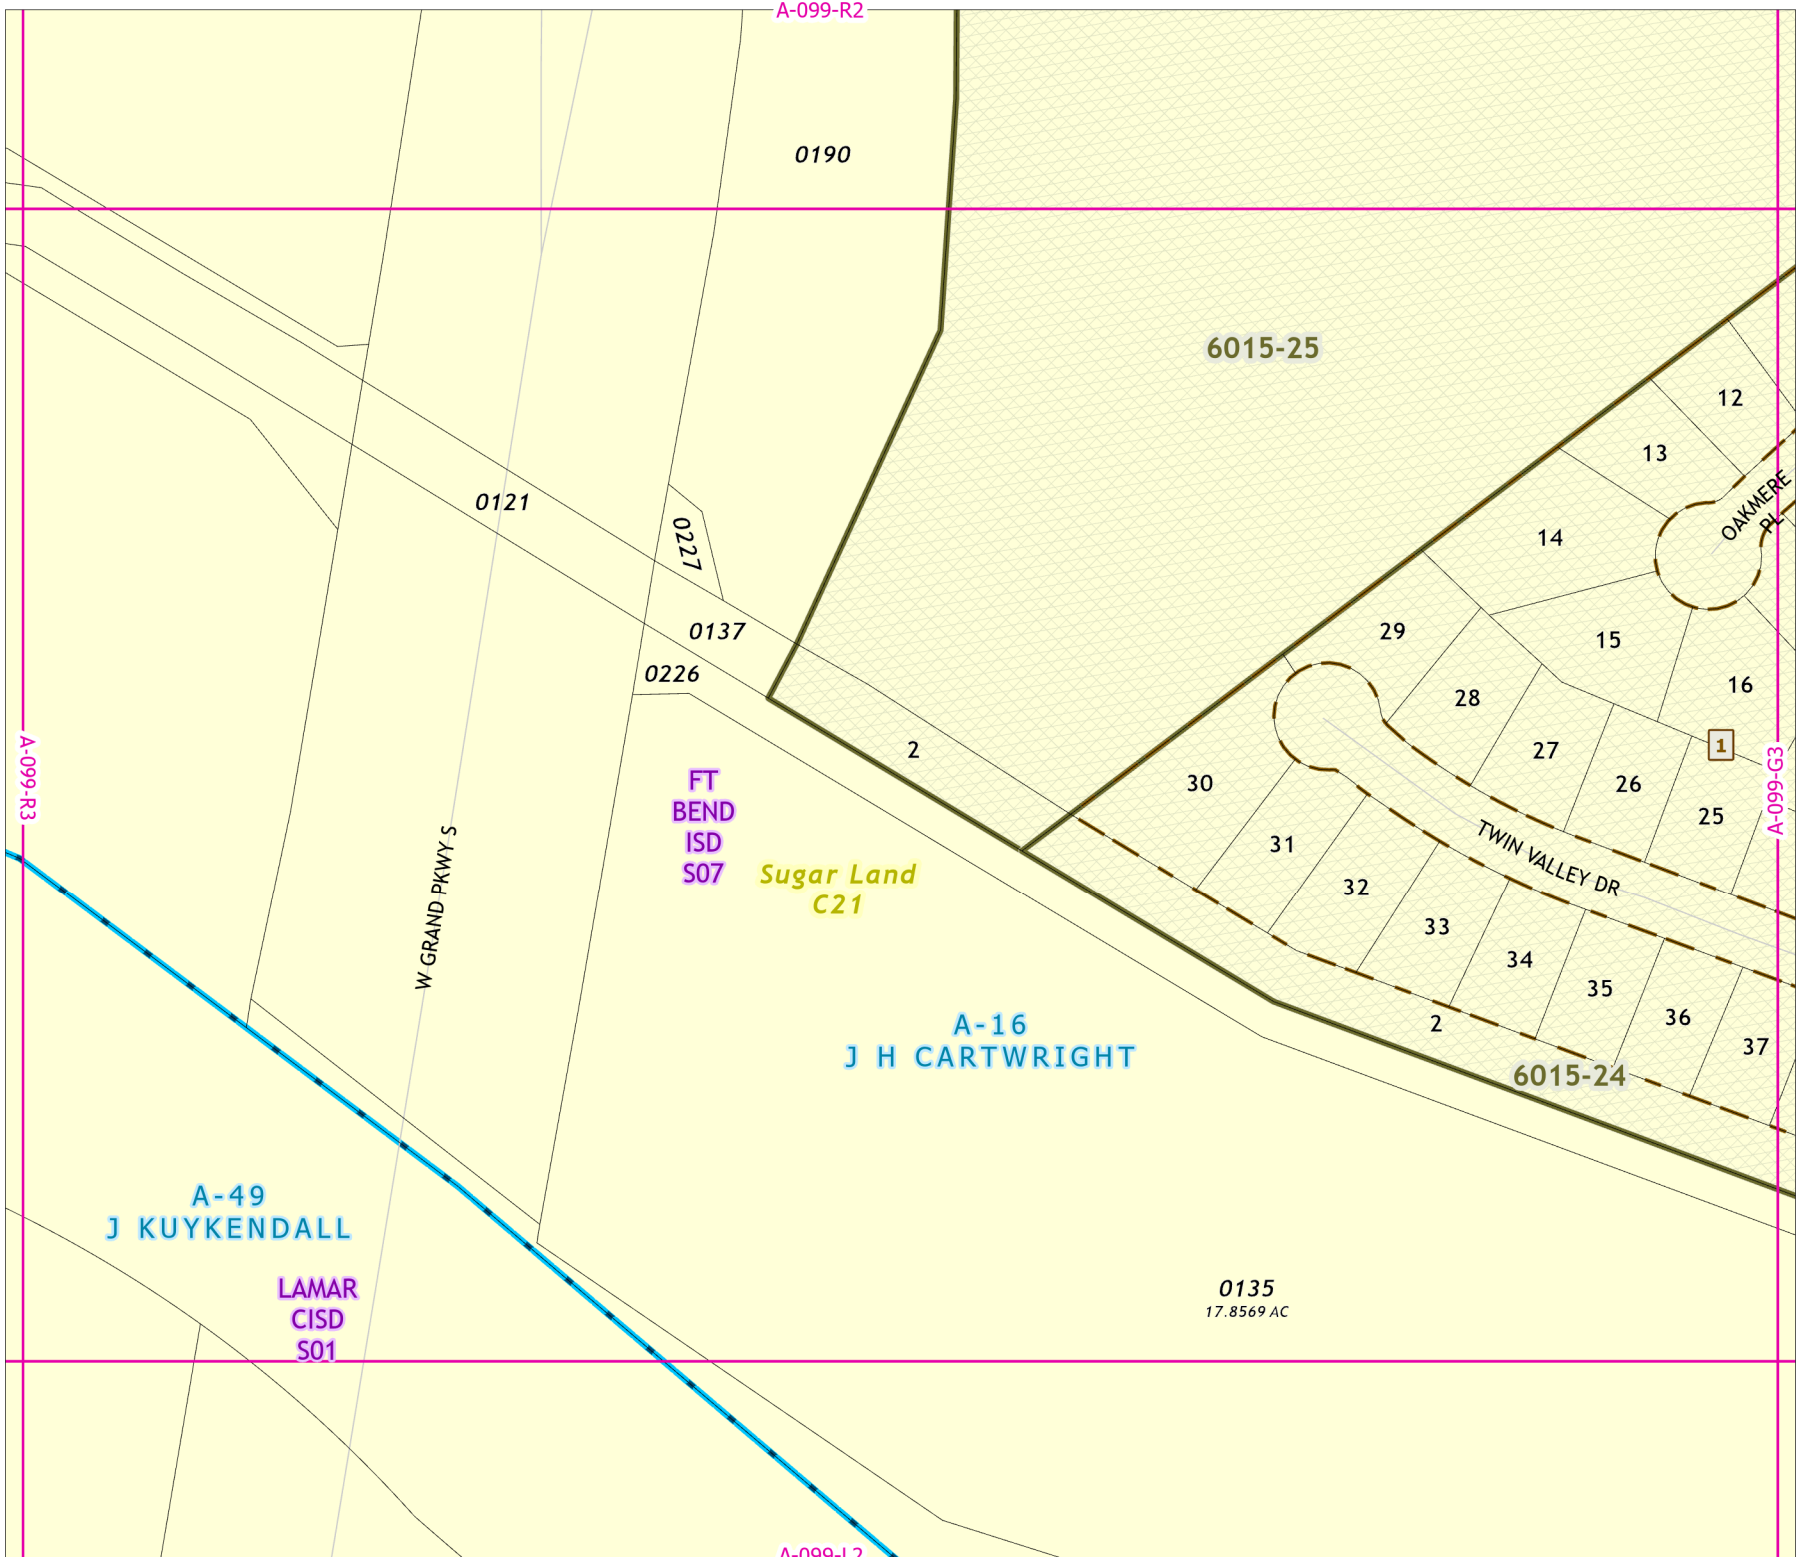 A-099-R2
0190
6015-25
12
13
OAKMERE
PL
0121
0227
14
0137
29
15
0226
28
16
A-099-R3
2
27
1
A-099-G3
FT
BEND
ISD
S07
30
26
25
Sugar Land
C21
31
TWIN VALLEY DR
W GRAND PKWY S
32
33
34
35
A-16
J H CARTWRIGHT
2
36
37
6015-24
A-49
J KUYKENDALL
LAMAR
CISD
S01
0135
17.8569 AC
A-099-L2